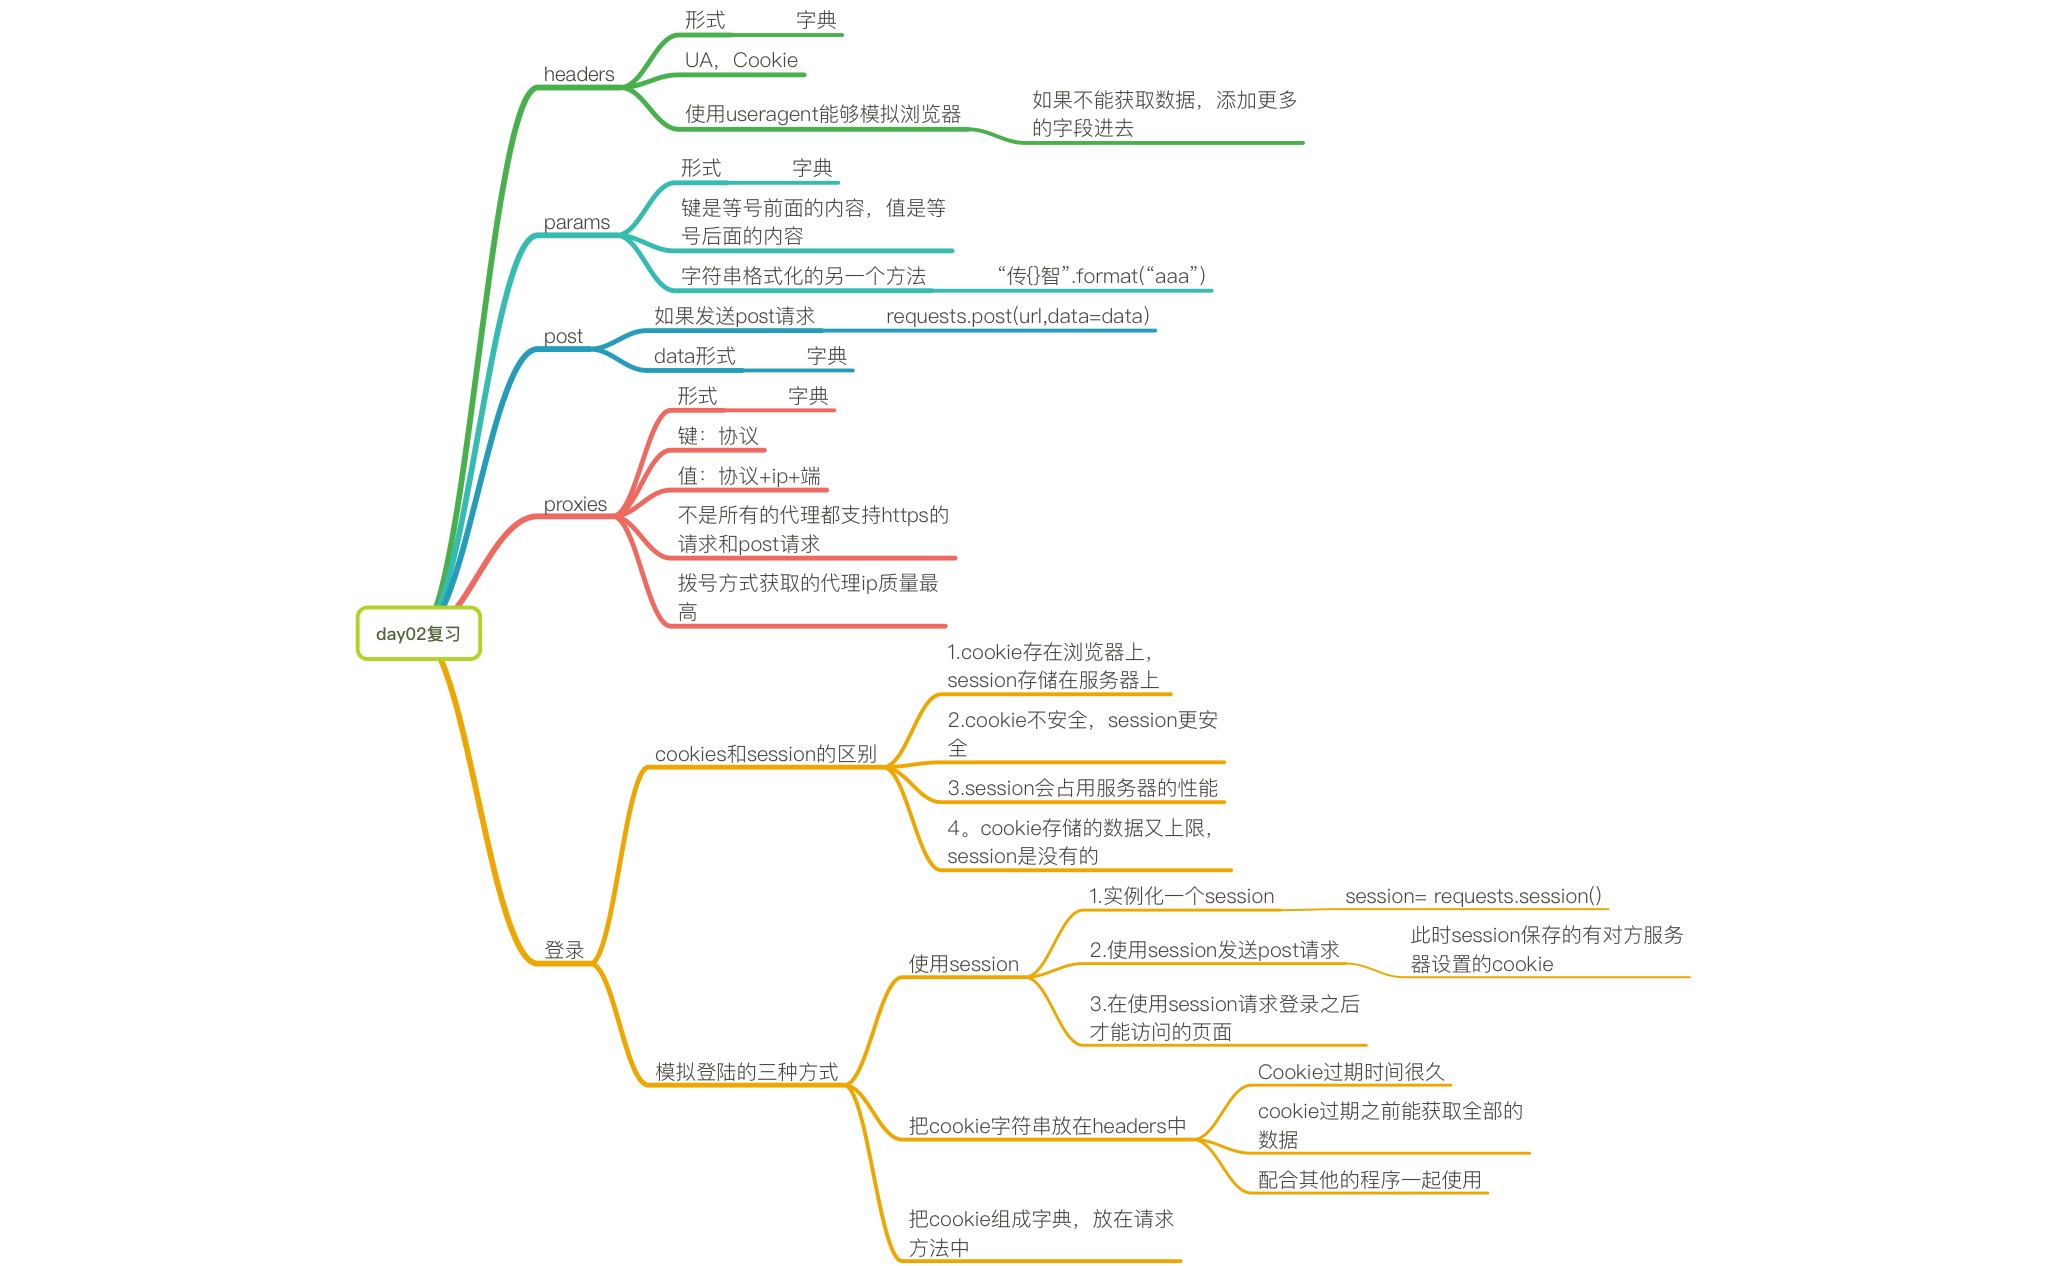 形式
字典
UA，Cookie
headers
使用useragent能够模拟浏览器
如果不能获取数据，添加更多
的字段进去
形式
字典
键是等号前面的内容，值是等
号后面的内容
params
字符串格式化的另一个方法
“传{}智”.format(“aaa”)
如果发送post请求
requests.post(url,data=data)
post
data形式
字典
形式
字典
键：协议
值：协议+ip+端
proxies
不是所有的代理都支持https的
请求和post请求
拨号方式获取的代理ip质量最
高
day02复习
1.cookie存在浏览器上，
session存储在服务器上
2.cookie不安全，session更安
全
cookies和session的区别
3.session会占用服务器的性能
4。cookie存储的数据又上限，
session是没有的
登录
1.实例化一个session
session= requests.session()
2.使用session发送post请求
此时session保存的有对方服务
器设置的cookie
使用session
3.在使用session请求登录之后
才能访问的页面
模拟登陆的三种方式
Cookie过期时间很久
cookie过期之前能获取全部的
数据
把cookie字符串放在headers中
配合其他的程序一起使用
把cookie组成字典，放在请求
方法中